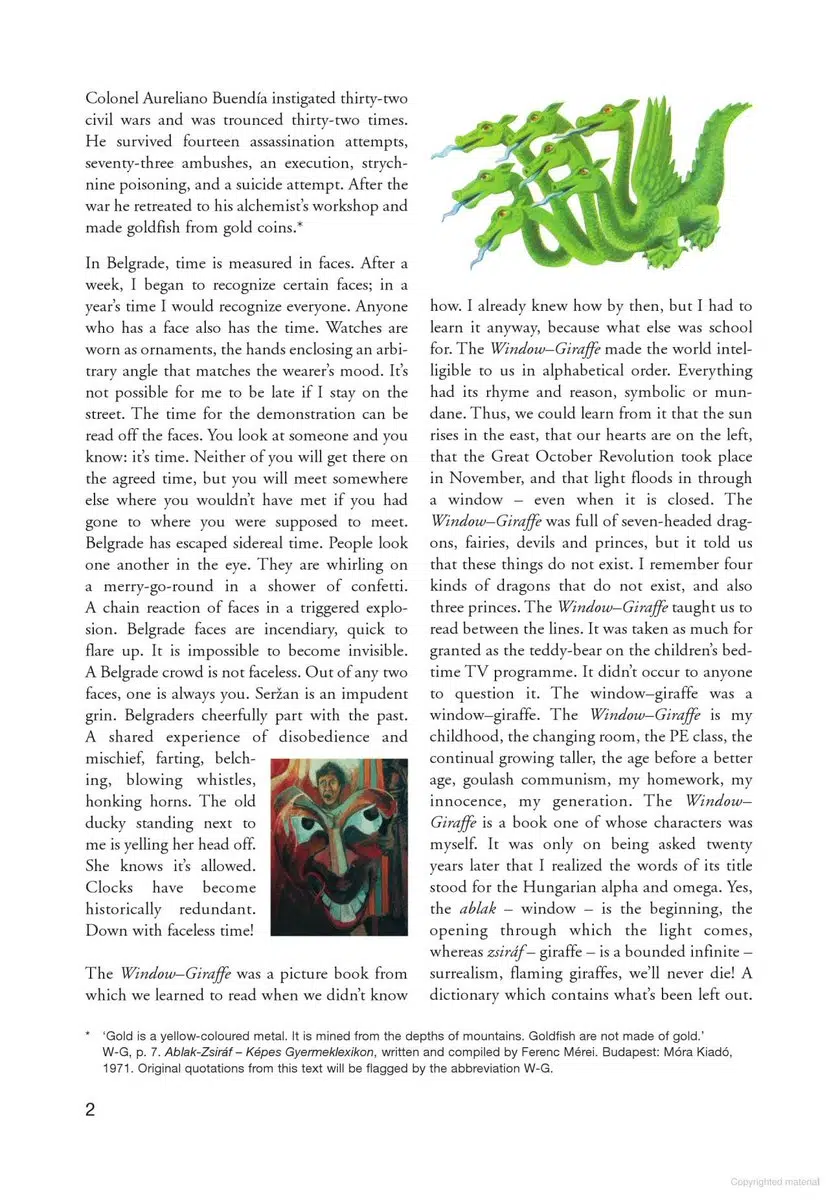 Colonel Aureliano Buendía instigated thirty-two
civil wars and was trounced thirty-two times.
He survived fourteen assassination attempts,
seventy-three ambushes, an execution, strych-
nine poisoning, and a suicide attempt. After the
war he retreated to his alchemist's workshop and
made goldfish from gold coins.*
In Belgrade, time is measured in faces. After a
week, I began to recognize certain faces; in a
year's time I would recognize everyone. Anyone
who has a face also has the time. Watches are
worn as ornaments, the hands enclosing an arbi-
trary angle that matches the wearer's mood. It's
not possible for me to be late if I stay on the
street. The time for the demonstration can be
read off the faces. You look at someone and you
know: it's time. Neither of you will get there on
the agreed time, but you will meet somewhere
else where you wouldn't have met if you had
gone to where you were supposed to meet.
Belgrade has escaped sidereal time. People look
one another in the eye. They are whirling on
a merry-go-round in a shower of confetti.
A chain reaction of faces in a triggered explo-
sion. Belgrade faces are incendiary, quick to
flare up. It is impossible to become invisible.
A Belgrade crowd is not faceless. Out of any two
faces, one is always you. Seržan is an impudent
grin. Belgraders cheerfully part with the past.
A shared experience of disobedience and
mischief, farting, belch-
ing, blowing whistles,
honking horns. The old
ducky standing next to
me is yelling her head off.
She knows it's allowed.
Clocks have become
historically redundant.
Down with faceless time!
The Window–Giraffe was a picture book from
which we learned to read when we didn't know
how. I already knew how by then, but I had to
learn it anyway, because what else was school
for. The Window–Giraffe made the world intel-
ligible to us in alphabetical order. Everything
had its rhyme and reason, symbolic or mun-
dane. Thus, we could learn from it that the sun
rises in the east, that our hearts are on the left,
that the Great October Revolution took place
in November, and that light floods in through
a window – even when it is closed. The
Window–Giraffe was full of seven-headed drag-
ons, fairies, devils and princes, but it told us
that these things do not exist. I remember four
kinds of dragons that do not exist, and also
three princes. The Window–Giraffe taught us to
read between the lines. It was taken as much for
granted as the teddy-bear on the children's bed-
time TV programme. It didn't occur to anyone
to question it. The window–giraffe was a
window–giraffe. The Window–Giraffe is my
childhood, the changing room, the PE class, the
continual growing taller, the age before a better
age, goulash communism, my homework, my
innocence, my generation. The Window–
Giraffe is a book one of whose characters was
myself. It was only on being asked twenty
years later that I realized the words of its title
stood for the Hungarian alpha and omega. Yes,
the ablak – window – is the beginning, the
opening through which the light comes,
whereas zsiráf – giraffe – is a bounded infinite –
surrealism, flaming giraffes, we'll never die! A
dictionary which contains what's been left out.
* 'Gold is a yellow-coloured metal. It is mined from the depths of mountains. Goldfish are not made of gold.'
W-G, p. 7. Ablak-Zsiráf – Képes Gyermeklexikon, written and compiled by Ferenc Mérei. Budapest: Móra Kiadó,
1971. Original quotations from this text will be flagged by the abbreviation W-G.
2
Copyrighted material